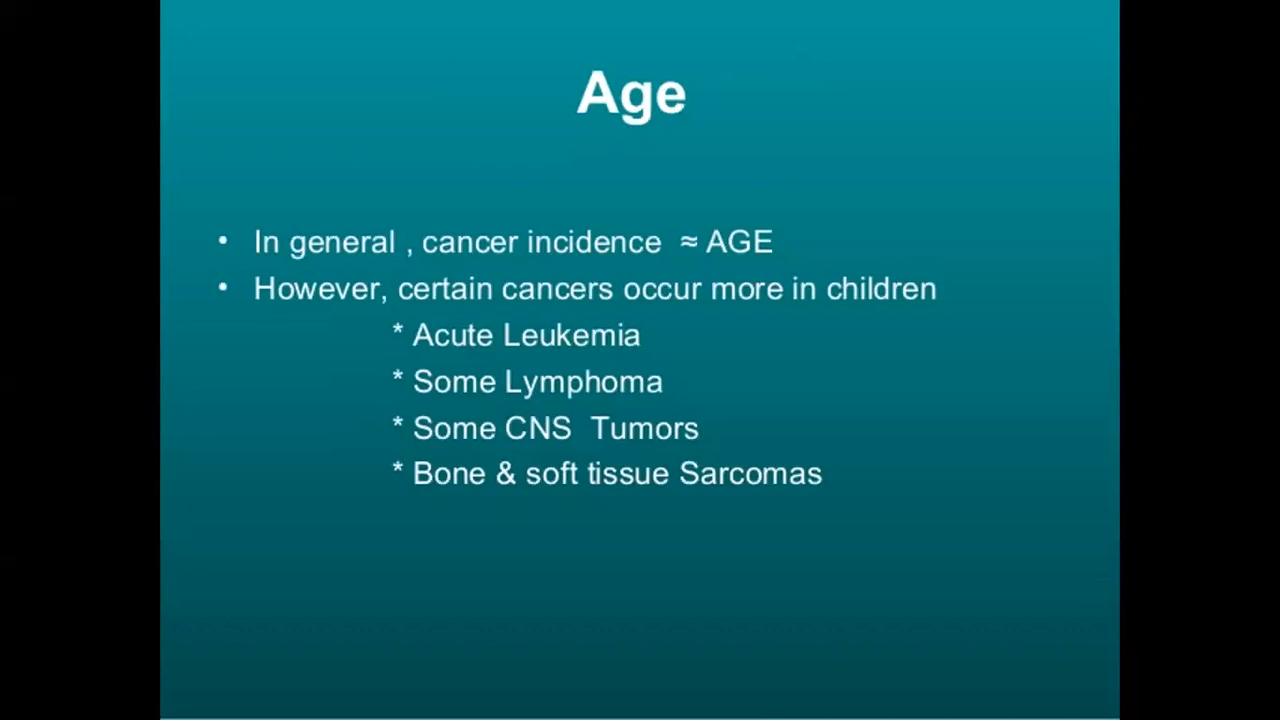 Age
• In general , cancer incidence ≈ AGE
• However, certain cancers occur more in children
* Acute Leukemia
* Some Lymphoma
* Some CNS Tumors
* Bone & soft tissue Sarcomas